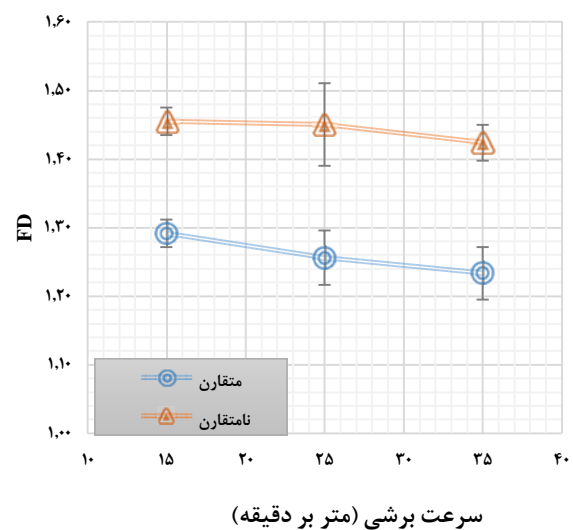 ۱,۶۰
۱,۵۰
۱,۴۰
۱,۳۰
۱,۲۰
۱,۱۰
۱,۰۰
FD
متقارن
نامتقارن
۱۰ ۱۵ ۲۰ ۲۵ ۳۰ ۳۵ ۴۰
سرعت برشی (متر بر دقیقه)